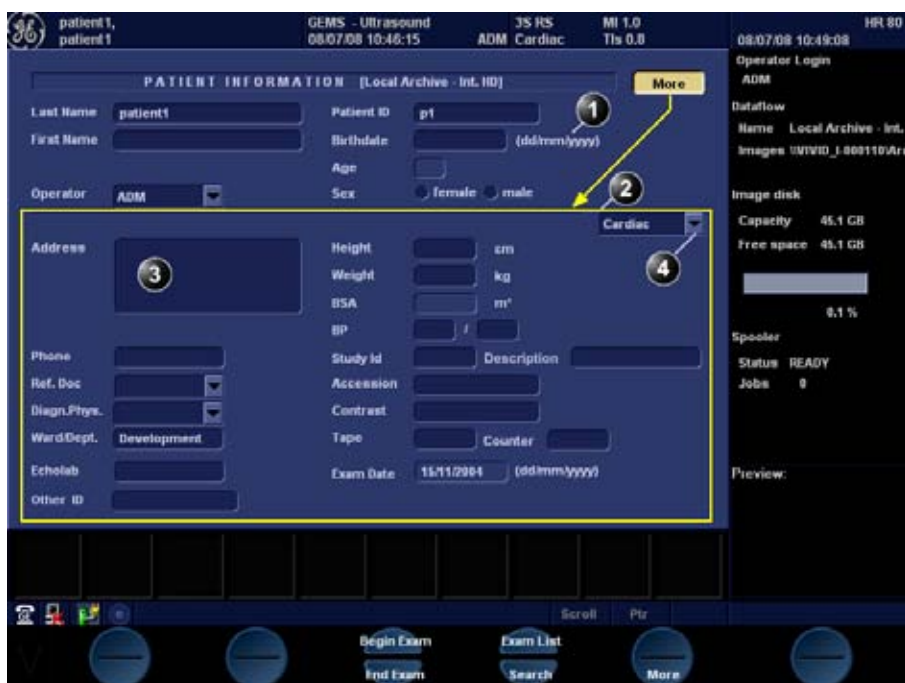 patient1, GEMS - Ultrasound 3S RS MI 1.0 HR 80
patient1 08/07/08 10:46:15 ADM Cardiac TIs 0.8 08/07/08 10:49:08
PATIENT INFORMATION [Local Archive - Int. HD] More
Last Name patient1 Patient ID p1
First Name Birthdate (dd/mm/yyyy) 1
Age
Operator ADM Sex female male 2
Cardiac
Address Height cm
3 Weight kg 4
BSA m²
BP /
Phone Study Id Description
Ref. Doc Accession
Diagn.Phys. Contrast
Ward/Dept. Development Tape Counter
Echolab Exam Date 15/11/2004 (dd/mm/yyyy)
Other ID
Operator Login
ADM
Dataflow
Name Local Archive - Int.
Images
Image disk
Capacity 45.1 GB
Free space 45.1 GB
0.1 %
Spooler
Status READY
Jobs 0
Preview:
Scroll Ptr
Begin Exam Exam List
End Exam Search More